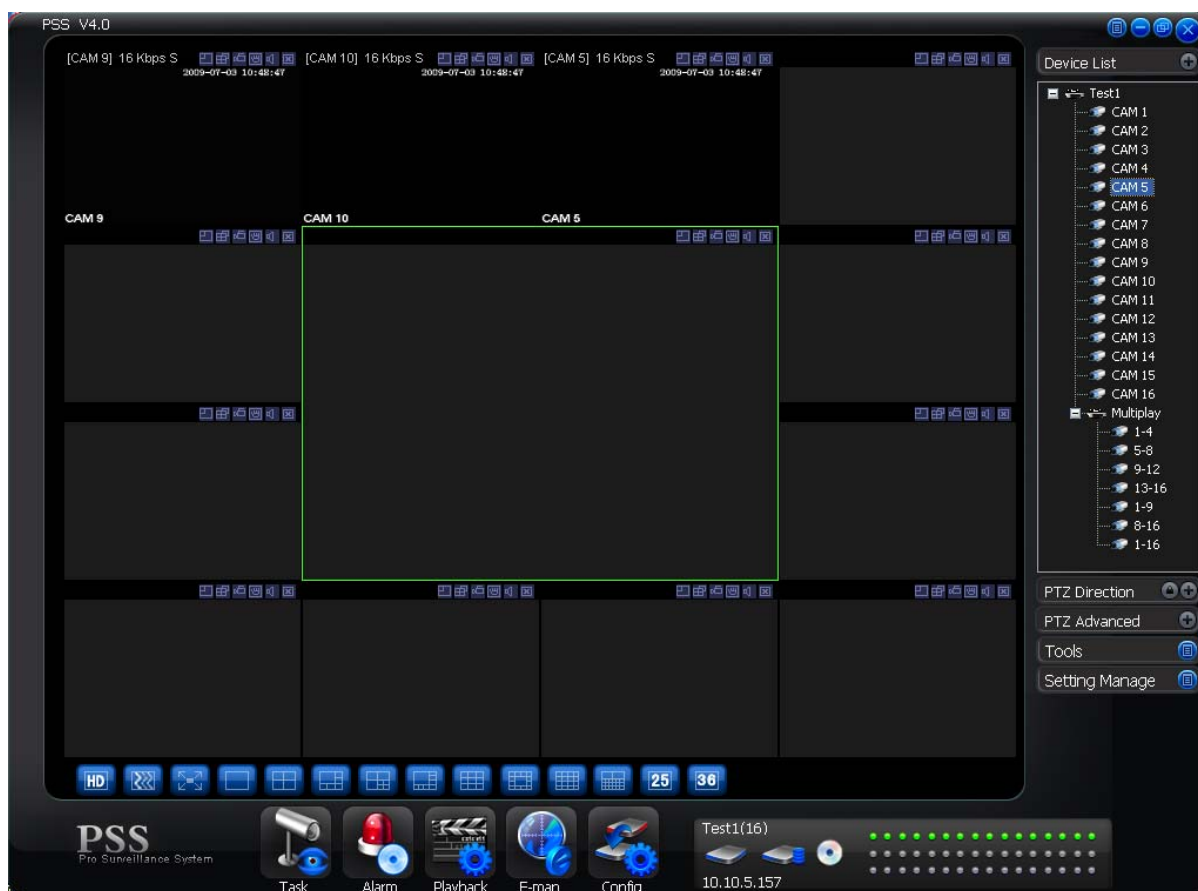 PSS V4.0
[CAM 9] 16 Kbps S
2009-07-03 10:48:47
CAM 9
[CAM 10] 16 Kbps S
2009-07-03 10:48:47
CAM 10
[CAM 5] 16 Kbps S
2009-07-03 10:48:47
CAM 5
HD
25
36
Device List
Test1
CAM 1
CAM 2
CAM 3
CAM 4
CAM 5
CAM 6
CAM 7
CAM 8
CAM 9
CAM 10
CAM 11
CAM 12
CAM 13
CAM 14
CAM 15
CAM 16
Multiplay
1-4
5-8
9-12
13-16
1-9
8-16
1-16
PTZ Direction
PTZ Advanced
Tools
Setting Manage
PSS
Pro Surveillance System
Task
Alarm
Playback
E-map
Config
Test1(16)
10.10.5.157